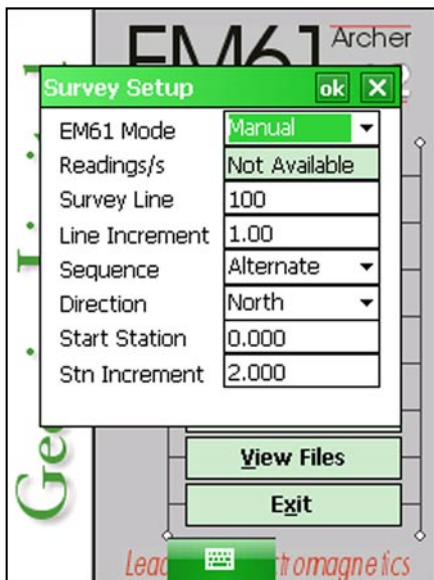 EM61 Archer
Survey Setup ok
EM61 Mode Manual
Readings/s Not Available
Survey Line 100
Line Increment 1.00
Sequence Alternate
Direction North
Start Station 0.000
Stn Increment 2.000
View Files
Exit